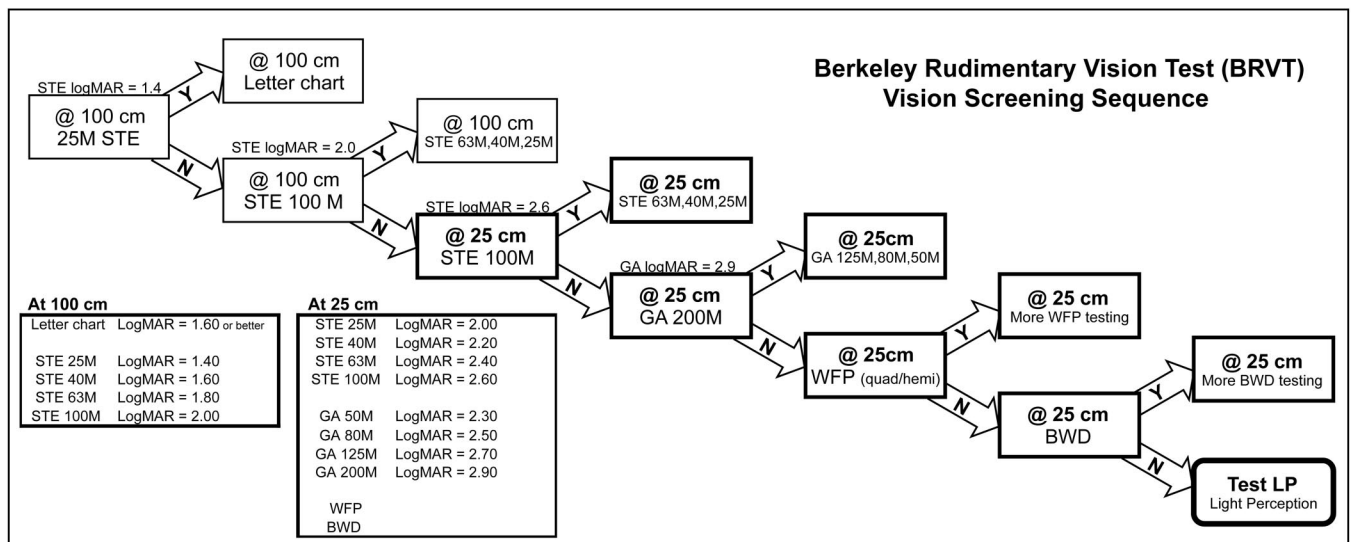 Berkeley Rudimentary Vision Test (BRVT)
Vision Screening Sequence
STE logMAR = 1.4
@ 100 cm
25M STE
Y
@ 100 cm
Letter chart
N
STE logMAR = 2.0
@ 100 cm
STE 100 M
Y
@ 100 cm
STE 63M,40M,25M
N
STE logMAR = 2.6
@ 25 cm
STE 100M
Y
@ 25 cm
STE 63M,40M,25M
N
GA logMAR = 2.9
@ 25 cm
GA 200M
Y
@ 25cm
GA 125M,80M,50M
N
@ 25cm
WFP (quad/hemi)
Y
@ 25 cm
More WFP testing
N
@ 25 cm
BWD
Y
@ 25 cm
More BWD testing
N
Test LP
Light Perception
At 100 cm
Letter chart LogMAR = 1.60 or better
STE 25M LogMAR = 1.40
STE 40M LogMAR = 1.60
STE 63M LogMAR = 1.80
STE 100M LogMAR = 2.00
At 25 cm
STE 25M LogMAR = 2.00
STE 40M LogMAR = 2.20
STE 63M LogMAR = 2.40
STE 100M LogMAR = 2.60
GA 50M LogMAR = 2.30
GA 80M LogMAR = 2.50
GA 125M LogMAR = 2.70
GA 200M LogMAR = 2.90
WFP
BWD